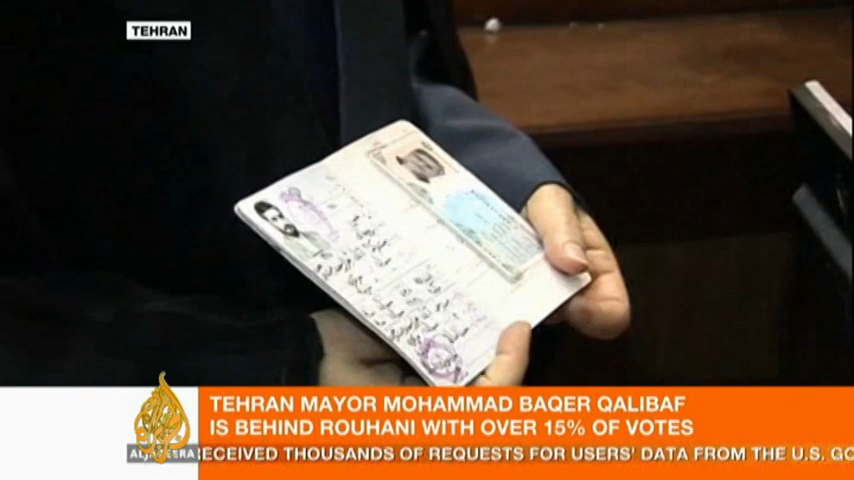 TEHRAN
TEHRAN MAYOR MOHAMMAD BAQER QALIBAF
IS BEHIND ROUHANI WITH OVER 15% OF VOTES
ALJAZEERA
RECEIVED THOUSANDS OF REQUESTS FOR USERS' DATA FROM THE U.S. GO